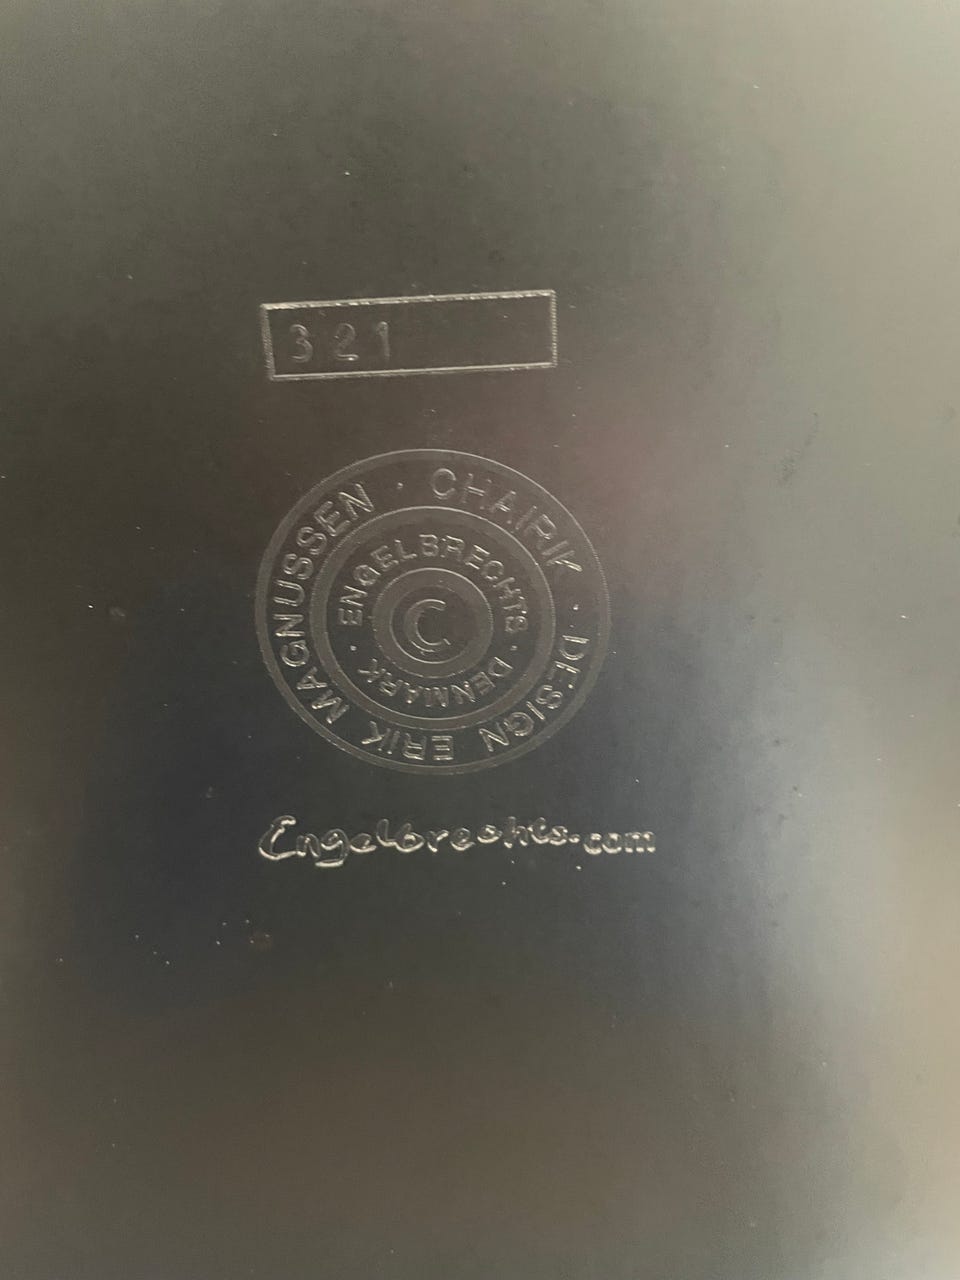 321
CHAIRIK · DESIGN ERIK MAGNUSSEN ·
ENGELBRECHTS · DENMARK ·
C
Engelbrechts.com